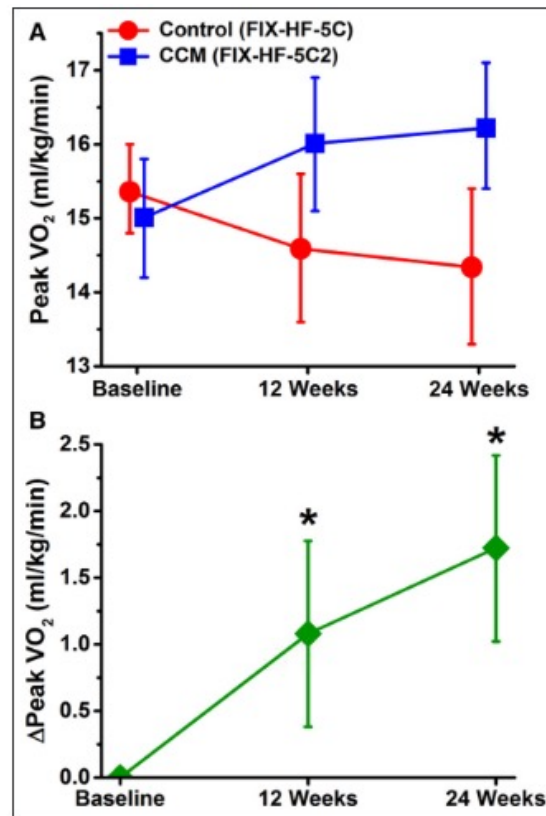 A
Control (FIX-HF-5C)
CCM (FIX-HF-5C2)
Peak VO₂ (ml/kg/min)
17
16
15
14
13
Baseline 12 Weeks 24 Weeks
B
ΔPeak VO₂ (ml/kg/min)
2.5
2.0
1.5
1.0
0.5
0.0
*
*
Baseline 12 Weeks 24 Weeks